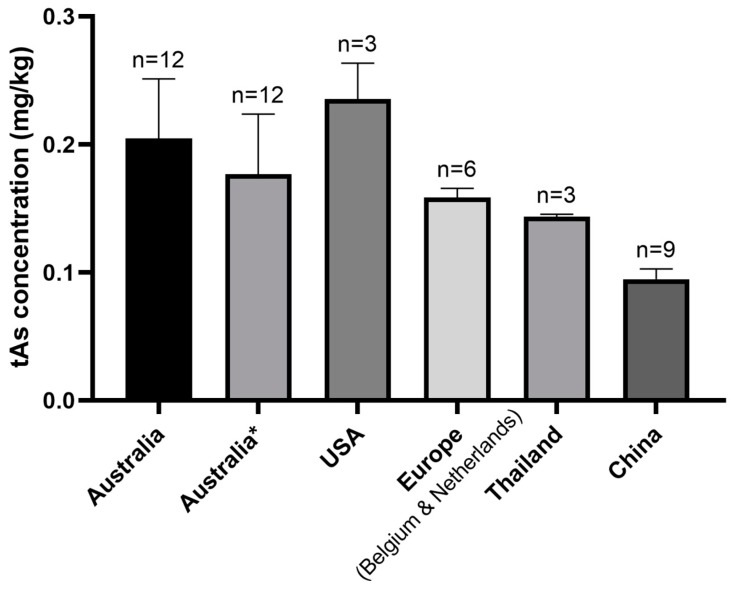 tAs concentration (mg/kg)
0.3
0.2
0.1
0.0
n=12
n=12
n=3
n=6
n=3
n=9
Australia
Australia*
USA
Europe
(Belgium & Netherlands)
Thailand
China